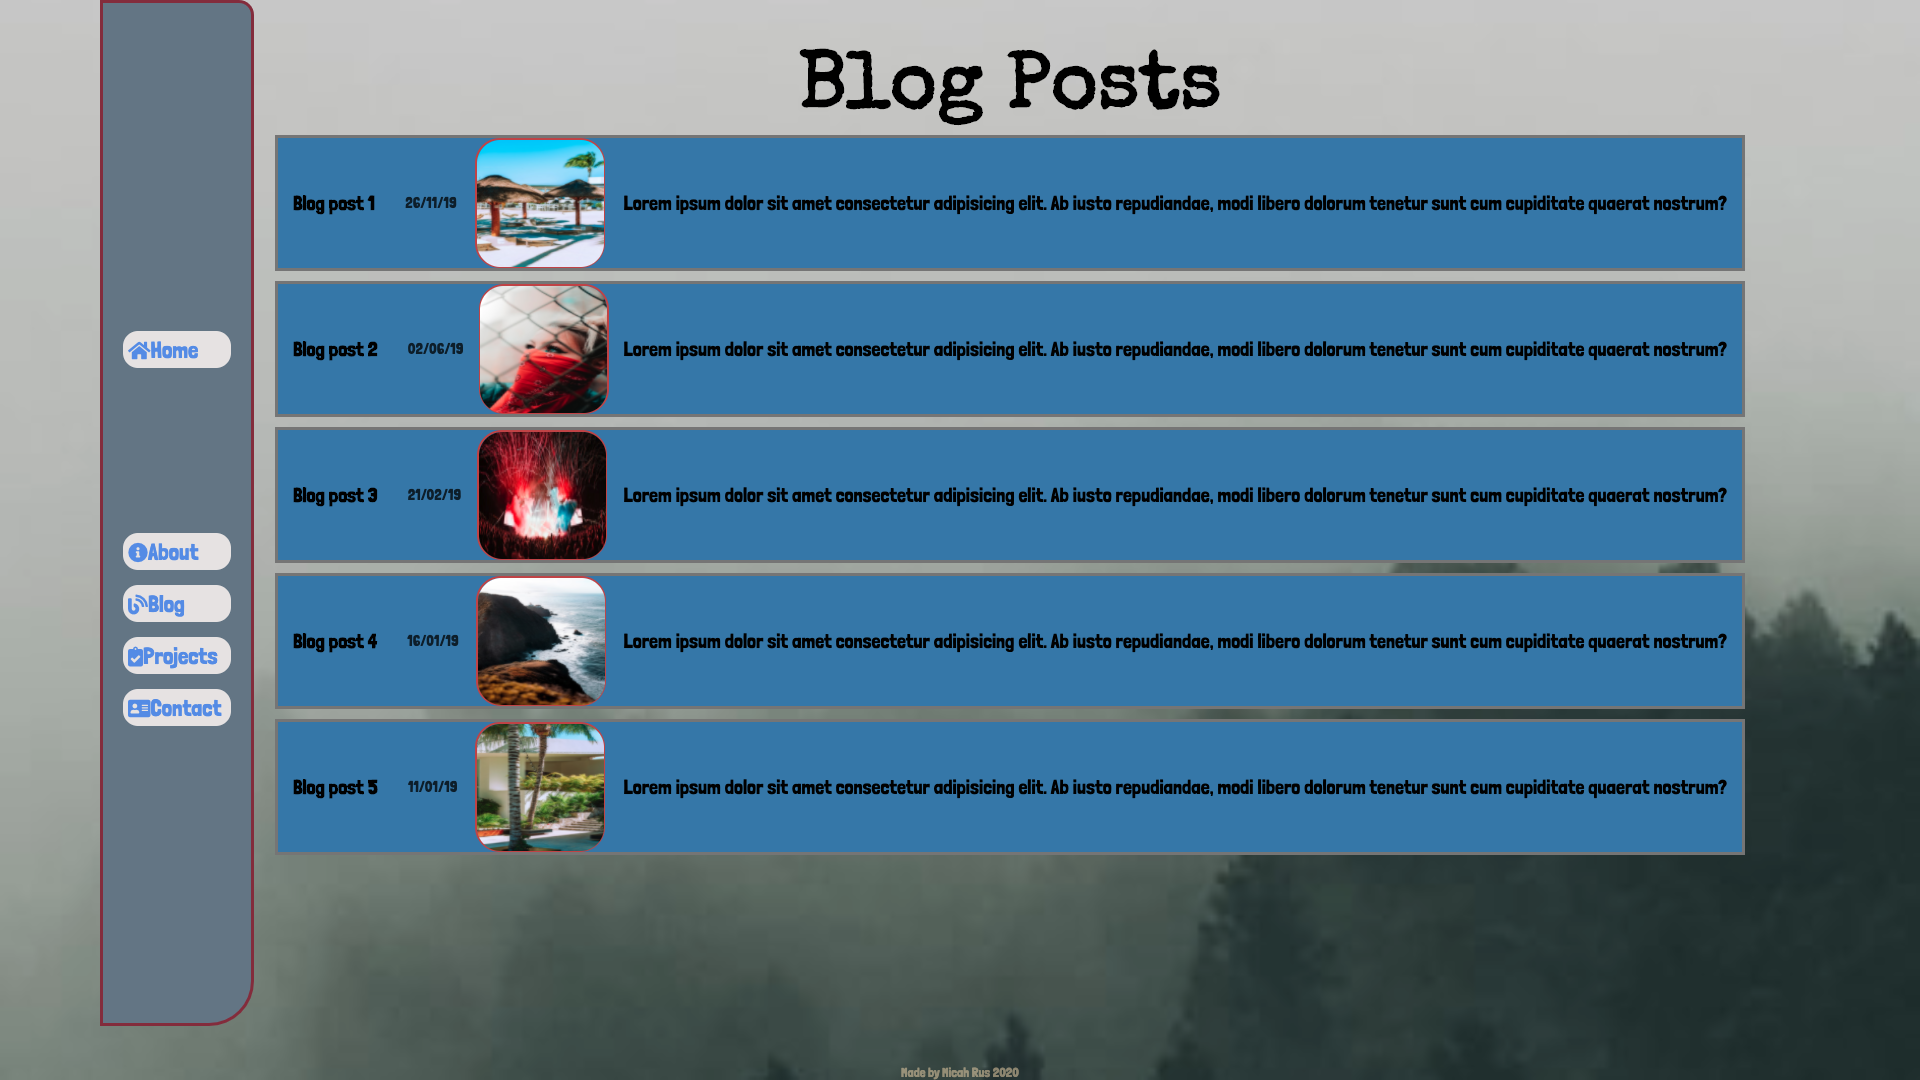 Blog Posts
Home
About
Blog
Projects
Contact
Blog post 1 26/11/19 Lorem ipsum dolor sit amet consectetur adipisicing elit. Ab iusto repudiandae, modi libero dolorum tenetur sunt cum cupiditate quaerat nostrum?
Blog post 2 02/06/19 Lorem ipsum dolor sit amet consectetur adipisicing elit. Ab iusto repudiandae, modi libero dolorum tenetur sunt cum cupiditate quaerat nostrum?
Blog post 3 21/02/19 Lorem ipsum dolor sit amet consectetur adipisicing elit. Ab iusto repudiandae, modi libero dolorum tenetur sunt cum cupiditate quaerat nostrum?
Blog post 4 16/01/19 Lorem ipsum dolor sit amet consectetur adipisicing elit. Ab iusto repudiandae, modi libero dolorum tenetur sunt cum cupiditate quaerat nostrum?
Blog post 5 11/01/19 Lorem ipsum dolor sit amet consectetur adipisicing elit. Ab iusto repudiandae, modi libero dolorum tenetur sunt cum cupiditate quaerat nostrum?
Made by Micah Rus 2020